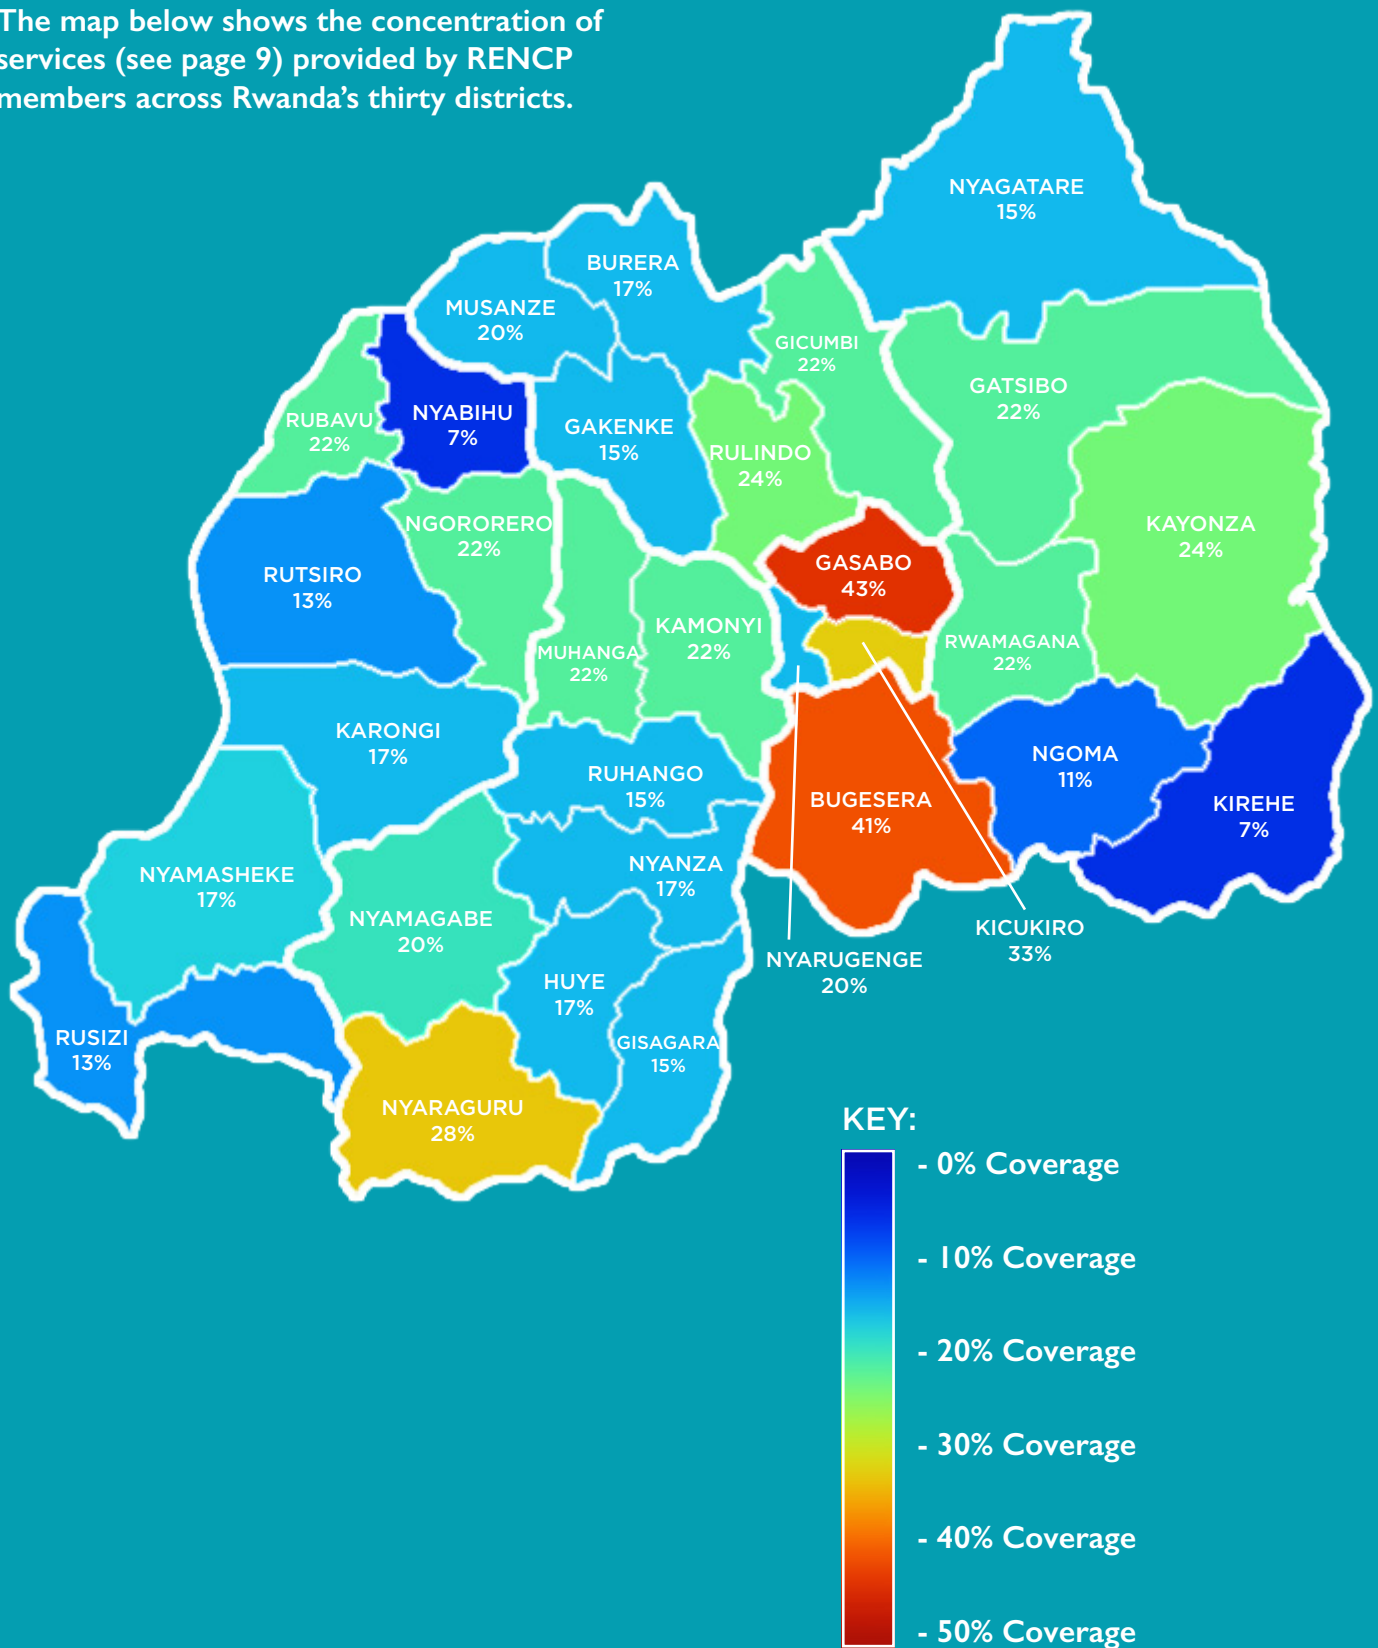 The map below shows the concentration of
services (see page 9) provided by RENCP
members across Rwanda’s thirty districts.
NYAGATARE
15%
BURERA
17%
MUSANZE
20%
GICUMBI
22%
GATSIBO
22%
RUBAVU
22%
NYABIHU
7%
GAKENKE
15%
RULINDO
24%
NGORORERO
22%
KAYONZA
24%
RUTSIRO
13%
GASABO
43%
MUHANGA
22%
KAMONYI
22%
RWAMAGANA
22%
KARONGI
17%
RUHANGO
15%
BUGESERA
41%
NGOMA
11%
KIREHE
7%
NYAMASHEKE
17%
NYANZA
17%
NYAMAGABE
20%
KICUKIRO
33%
NYARUGENGE
20%
HUYE
17%
RUSIZI
13%
GISAGARA
15%
NYARAGURU
28%
KEY:
- 0% Coverage
- 10% Coverage
- 20% Coverage
- 30% Coverage
- 40% Coverage
- 50% Coverage